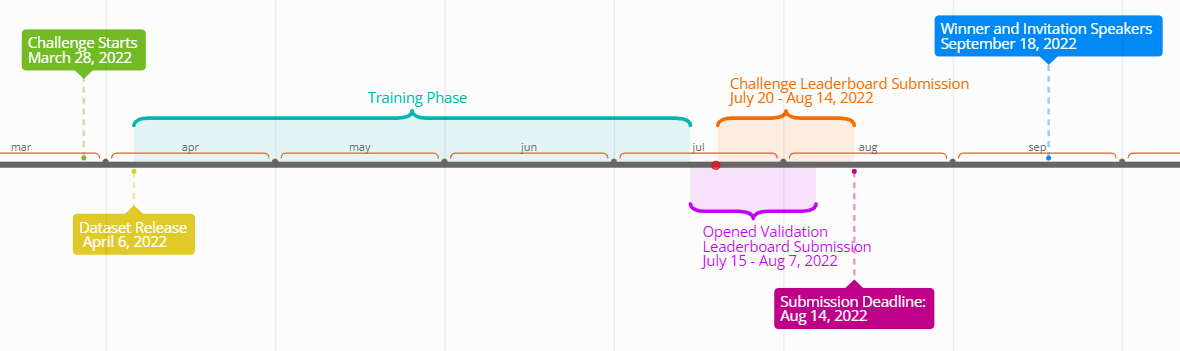 Challenge Starts
March 28, 2022
Winner and Invitation Speakers
September 18, 2022
Training Phase
Challenge Leaderboard Submission
July 20 - Aug 14, 2022
mar
apr
may
jun
jul
aug
sep
Dataset Release
April 6, 2022
Opened Validation
Leaderboard Submission
July 15 - Aug 7, 2022
Submission Deadline:
Aug 14, 2022